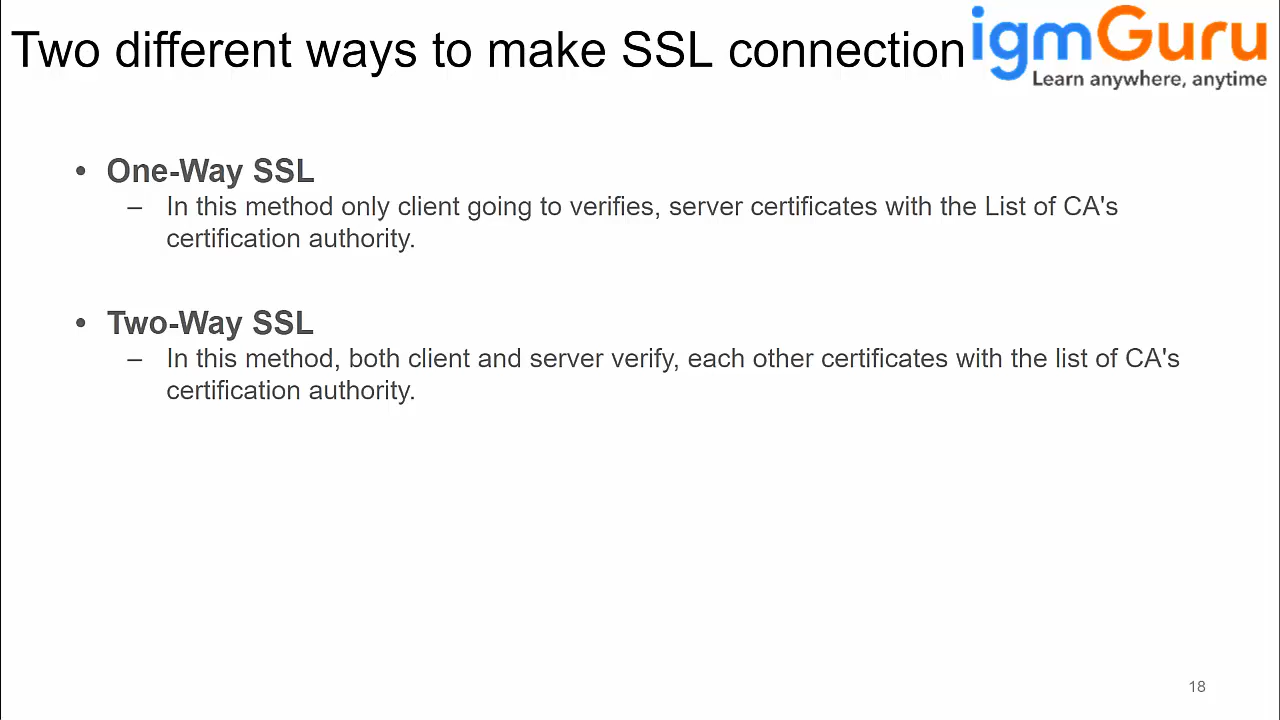 Two different ways to make SSL connection
igmGuru
Learn anywhere, anytime
• One-Way SSL
– In this method only client going to verifies, server certificates with the List of CA's
certification authority.
• Two-Way SSL
– In this method, both client and server verify, each other certificates with the list of CA's
certification authority.
18